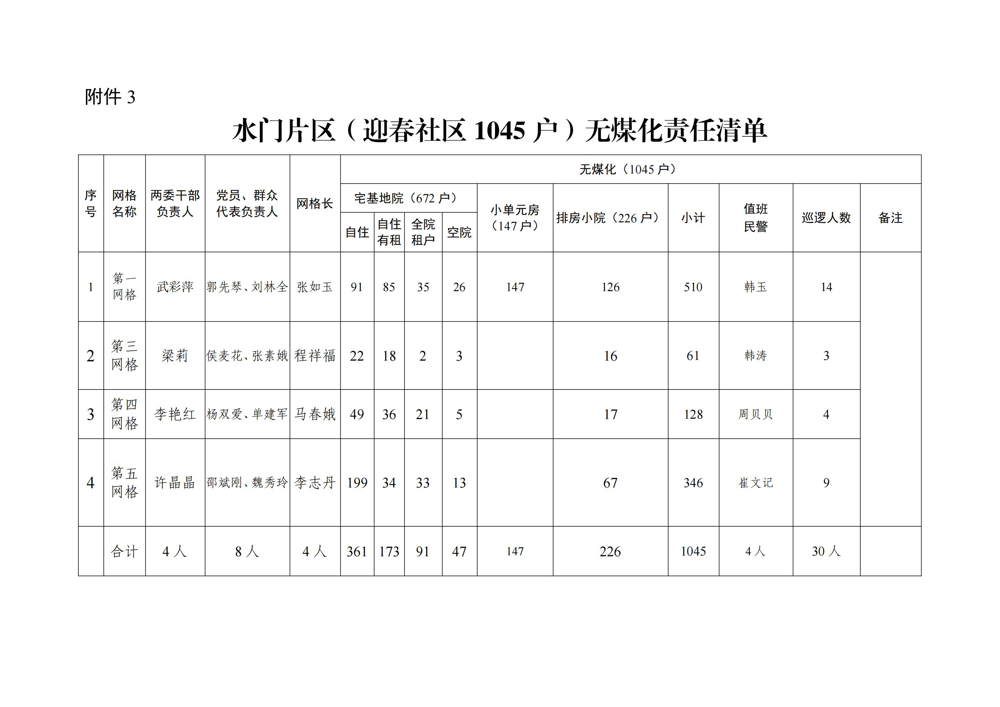 附件 3
水门片区（迎春社区 1045 户）无煤化责任清单
序号 网格名称 两委干部负责人 党员、群众代表负责人 网格长 无煤化（1045 户）
宅基地院（672 户） 小单元房（147 户） 排房小院（226 户） 小计 值班民警 巡逻人数 备注
自住 自住有租 全院租户 空院
1 第一网格 武彩萍 郭先琴、刘林全 张如玉 91 85 35 26 147 126 510 韩玉 14
2 第三网格 梁莉 侯麦花、张素娥 程祥福 22 18 2 3 16 61 韩涛 3
3 第四网格 李艳红 杨双爱、单建军 马春娥 49 36 21 5 17 128 周贝贝 4
4 第五网格 许晶晶 邵斌刚、魏秀玲 李志丹 199 34 33 13 67 346 崔文记 9
合计 4 人 8 人 4 人 361 173 91 47 147 226 1045 4 人 30 人